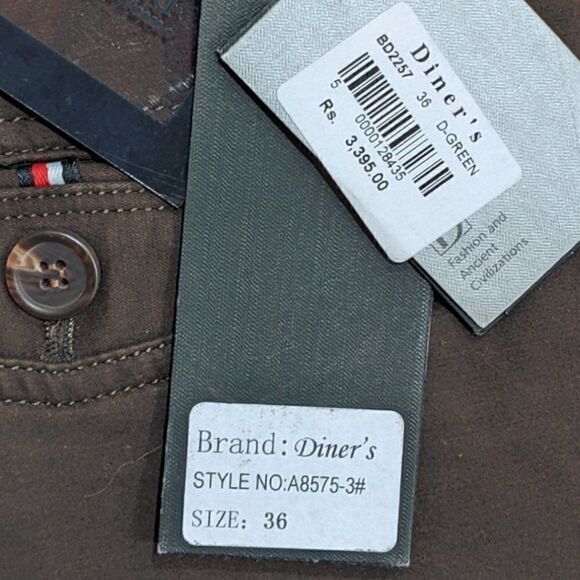 Diner's
BD2257 36 D-GREEN
5 0000128435
Rs. 3,395.00
Fashion and
Ancient
Civilizations
Brand: Diner's
STYLE NO:A8575-3#
SIZE: 36